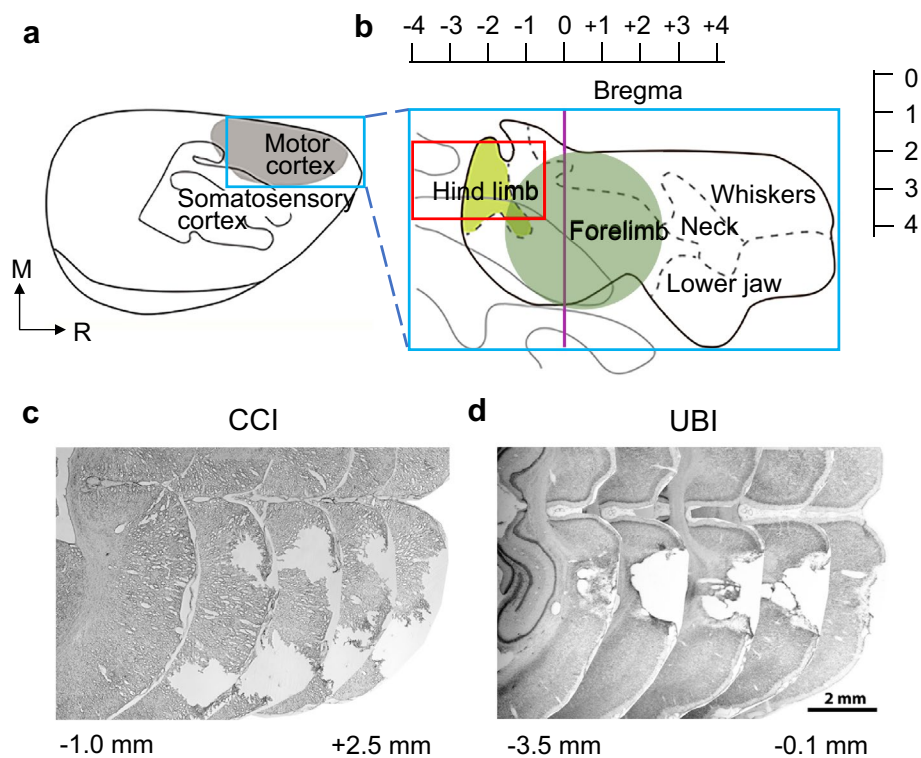 a
b
-4 -3 -2 -1 0 +1 +2 +3 +4
Bregma
0
1
2
3
4
Motor
cortex
Somatosensory
cortex
M
R
Hind limb
Forelimb
Whiskers
Neck
Lower jaw
c
CCI
d
UBI
2 mm
-1.0 mm
+2.5 mm
-3.5 mm
-0.1 mm